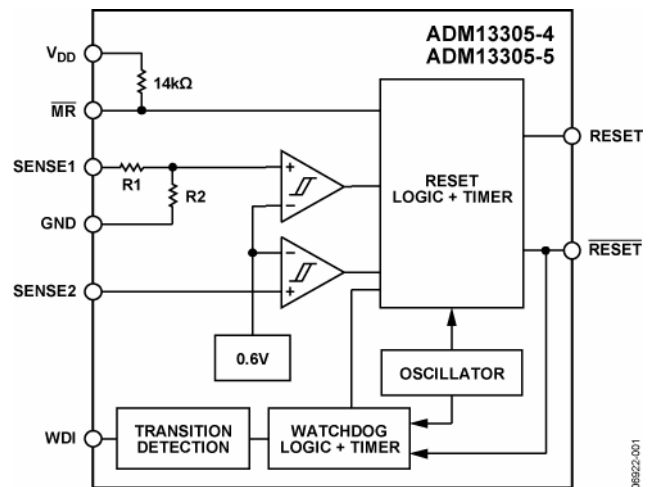 ADM13305-4
ADM13305-5
VDD
14kΩ
MR
SENSE1
R1
R2
GND
SENSE2
RESET
LOGIC + TIMER
RESET
RESET
0.6V
OSCILLATOR
WDI
TRANSITION
DETECTION
WATCHDOG
LOGIC + TIMER
06922-001